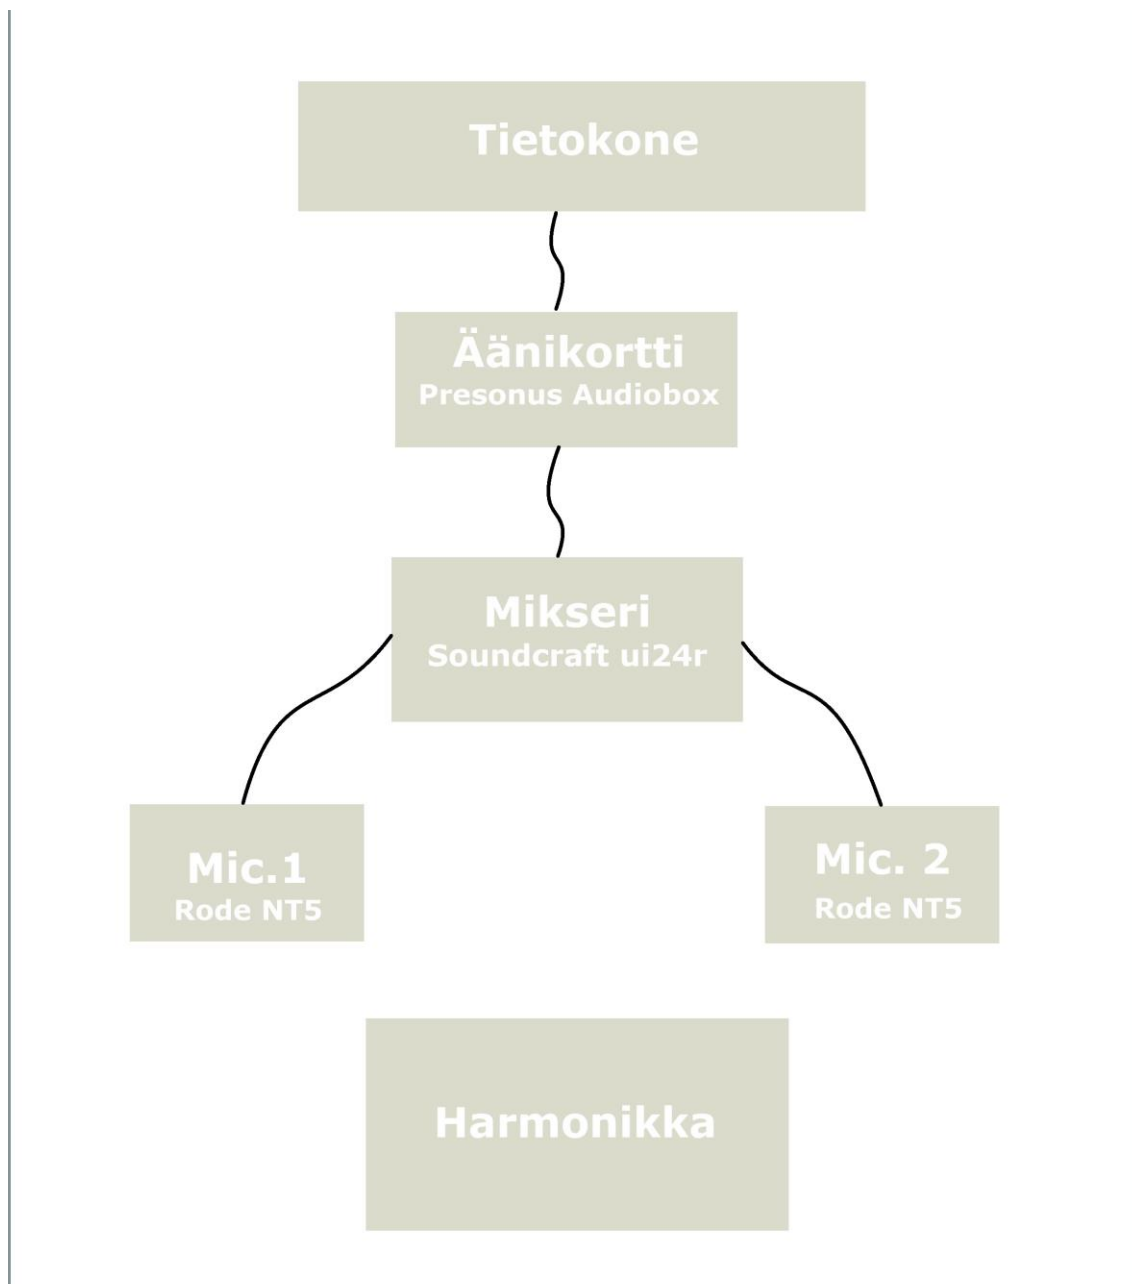 Tietokone
Äänikortti
Presonus Audiobox
Mikseri
Soundcraft ui24r
Mic.1
Rode NT5
Mic. 2
Rode NT5
Harmonikka